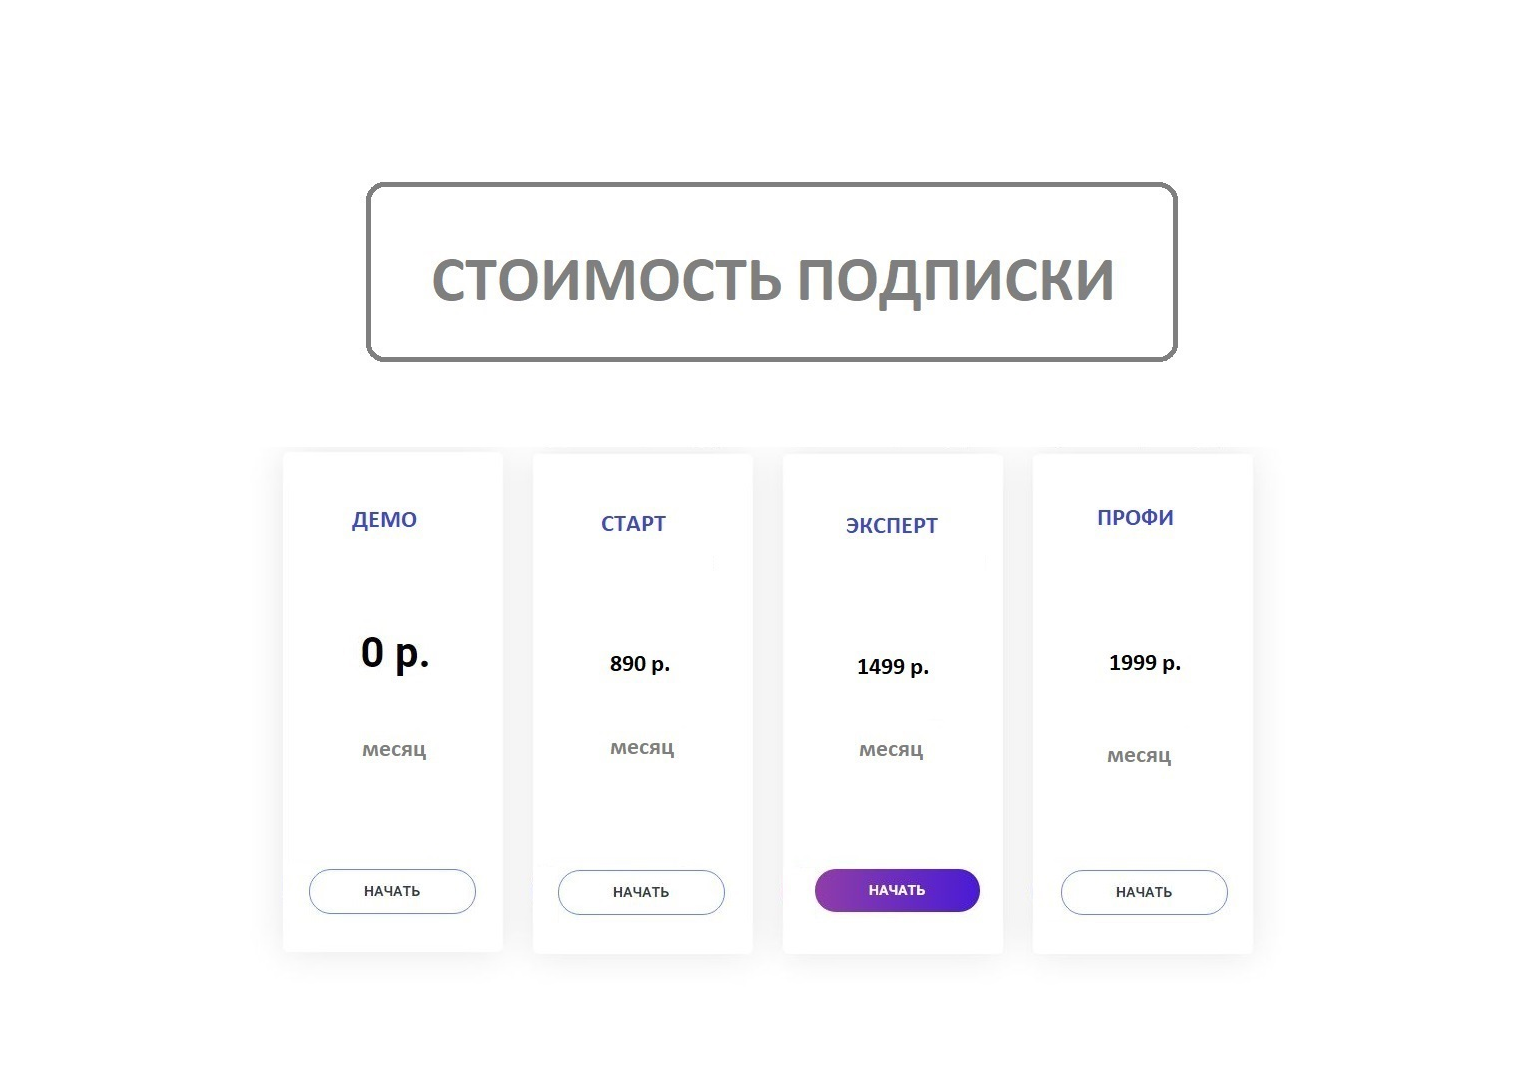 СТОИМОСТЬ ПОДПИСКИ
ДЕМО
0 р.
месяц
НАЧАТЬ
СТАРТ
890 р.
месяц
НАЧАТЬ
ЭКСПЕРТ
1499 р.
месяц
НАЧАТЬ
ПРОФИ
1999 р.
месяц
НАЧАТЬ